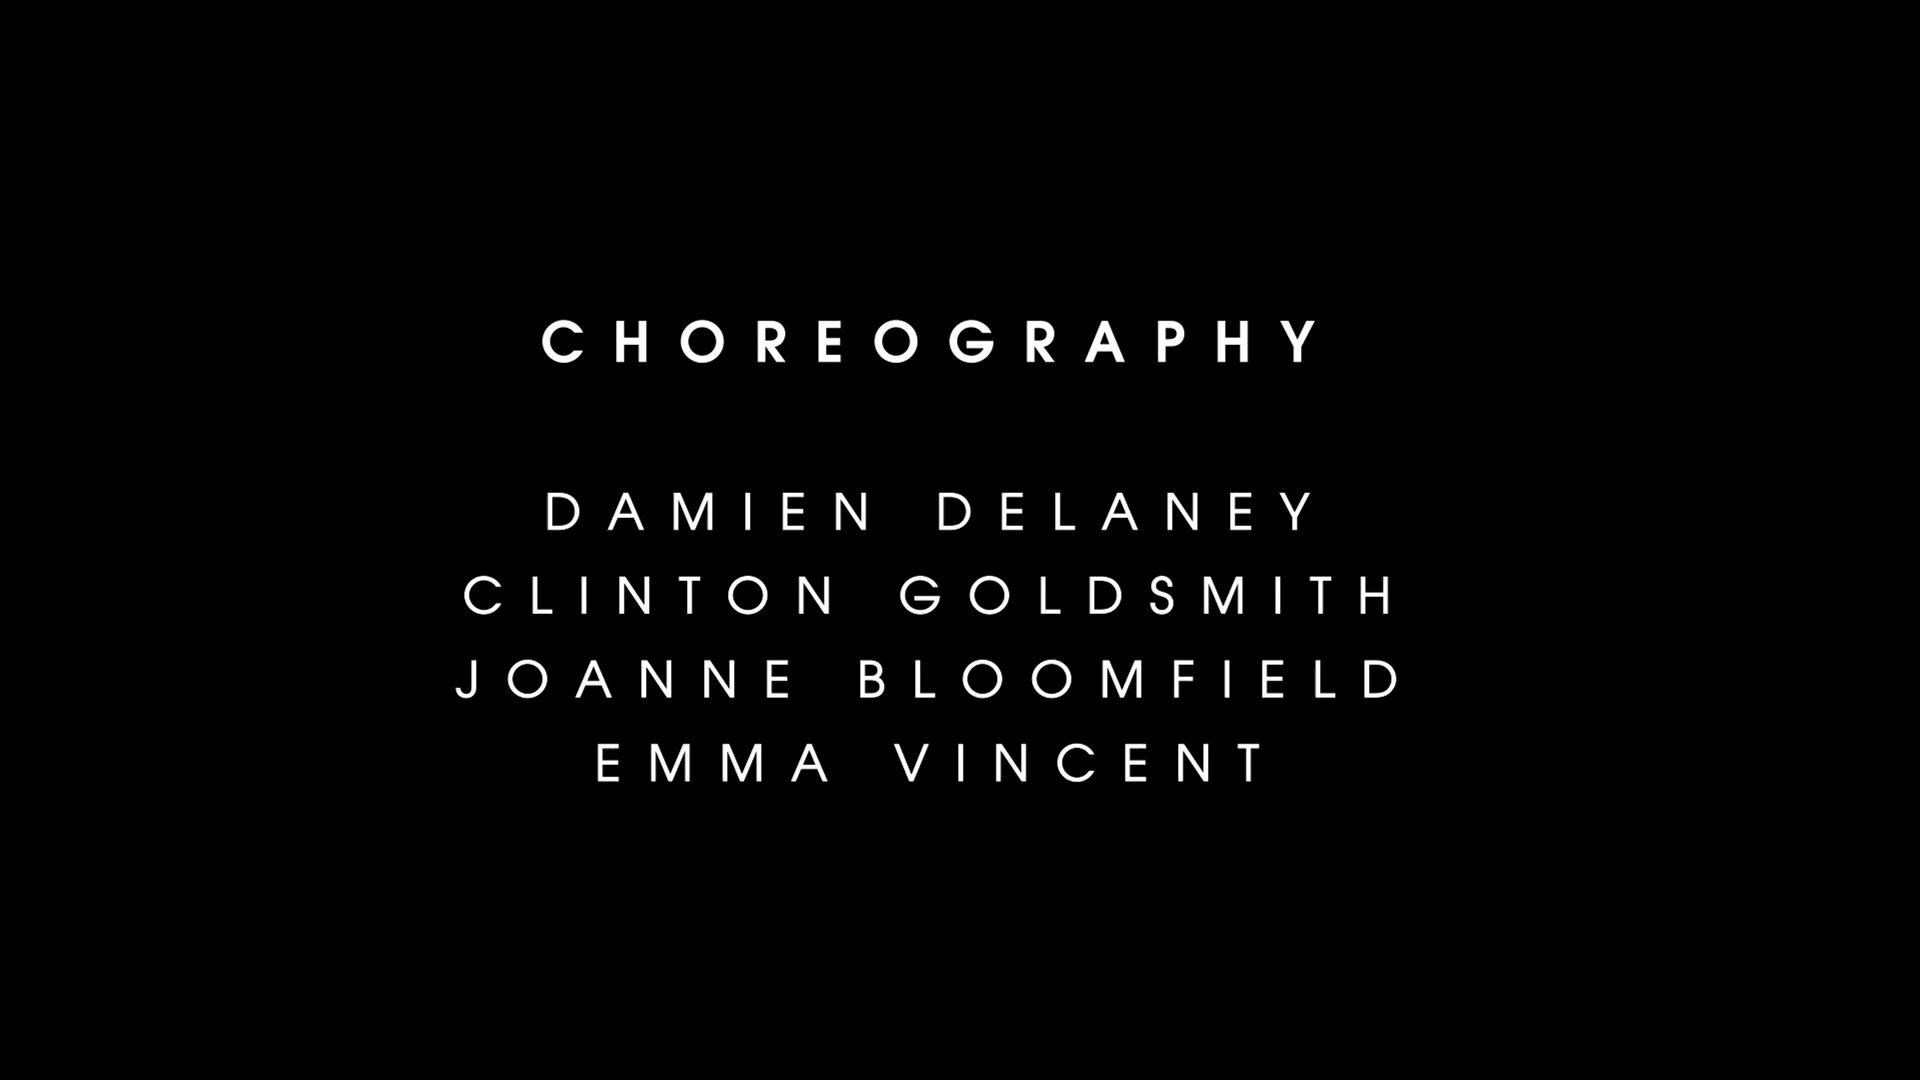 CHOREOGRAPHY
DAMIEN DELANEY
CLINTON GOLDSMITH
JOANNE BLOOMFIELD
EMMA VINCENT